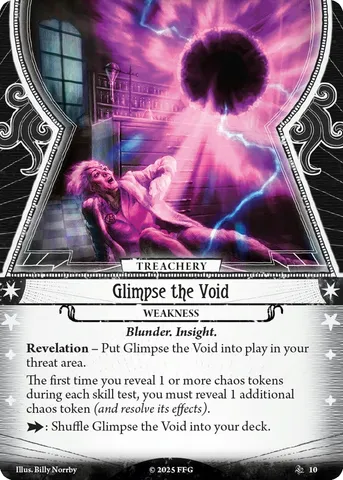 TREACHERY
Glimpse the Void
WEAKNESS
Blunder. Insight.
Revelation – Put Glimpse the Void into play in your
threat area.
The first time you reveal 1 or more chaos tokens
during each skill test, you must reveal 1 additional
chaos token (and resolve its effects).
: Shuffle Glimpse the Void into your deck.
Illus. Billy Norrby © 2025 FFG 10